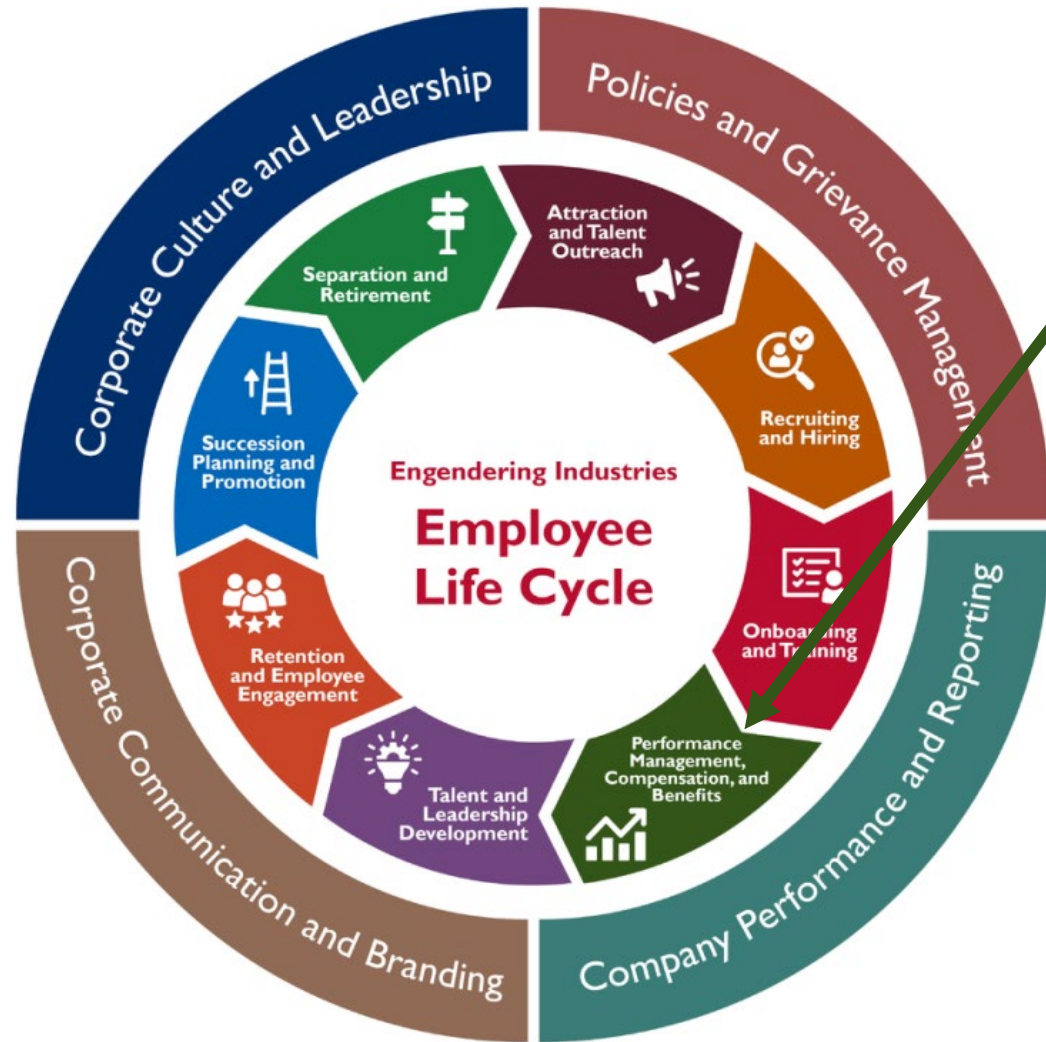 Corporate Culture and Leadership
Policies and Grievance Management
Company Performance and Reporting
Corporate Communication and Branding
Engendering Industries
Employee
Life Cycle
Attraction
and Talent
Outreach
Recruiting
and Hiring
Onboarding
and Training
Performance
Management,
Compensation, and
Benefits
Talent and
Leadership
Development
Retention
and Employee
Engagement
Succession
Planning and
Promotion
Separation and
Retirement